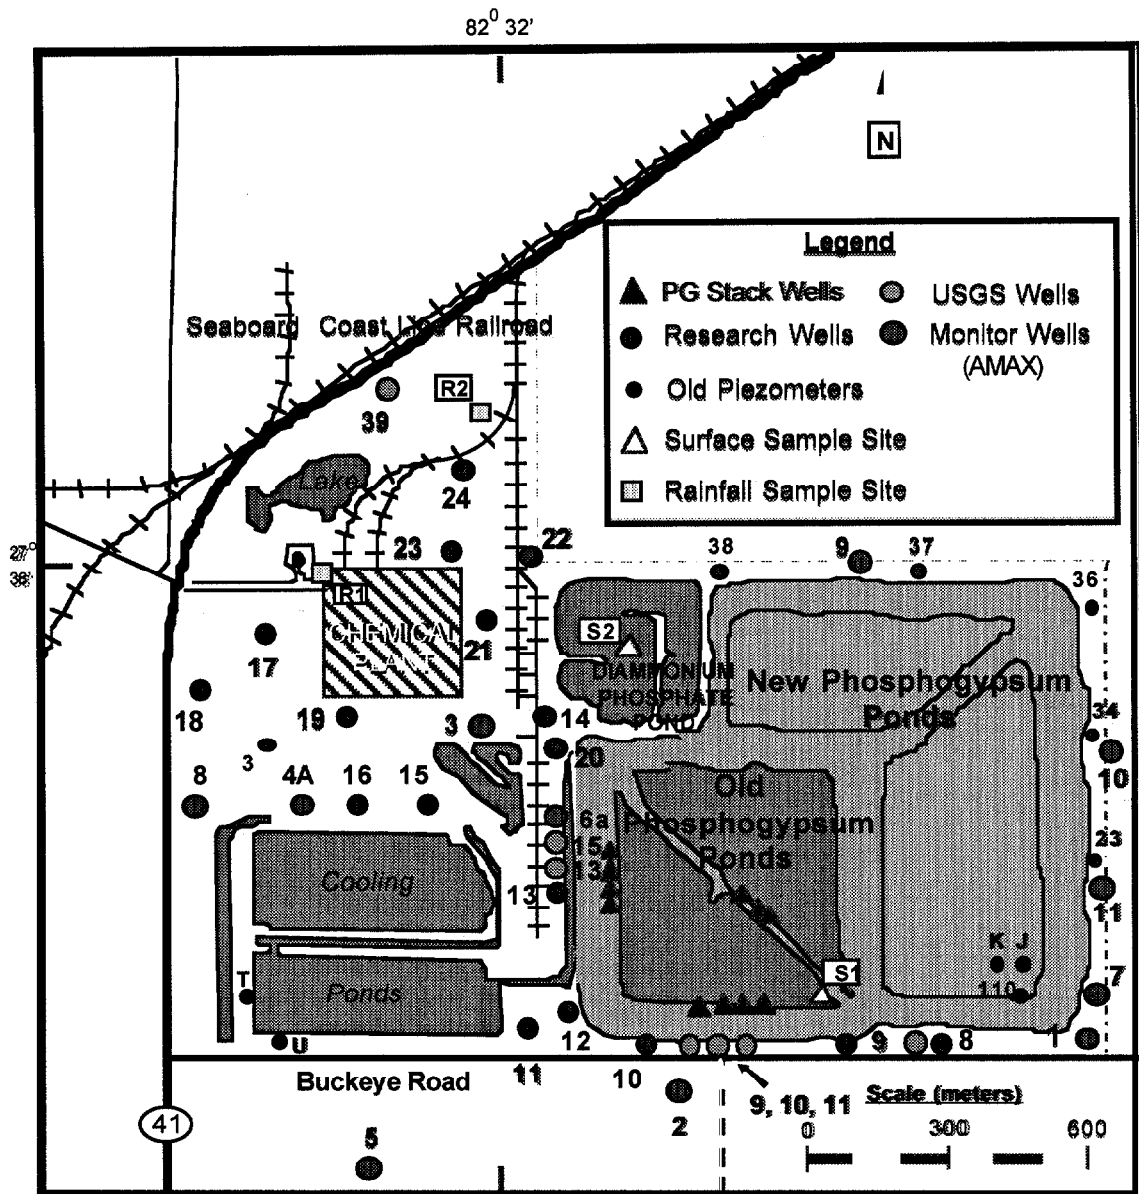 82° 32'
N
Legend
PG Stack Wells
USGS Wells
Research Wells
Monitor Wells
(AMAX)
Old Piezometers
Surface Sample Site
Rainfall Sample Site
Seaboard Coast Line Railroad
R2
39
Lake
24
27°
38'
23
22
38
9
37
36
R1
CHEMICAL
PLANT
S2
17
21
DIAMPONIUM
PHOSPHATE
POND
New Phosphogypsum
Ponds
18
19
3
14
34
3
20
10
8
4A
16
15
Old
Phosphogypsum
Ponds
6a
15
13
23
Cooling
13
11
K J
S1
110
7
T
Ponds
U
12
9
8
1
11
10
Buckeye Road
9, 10, 11
Scale (meters)
0 300 600
41
2
5